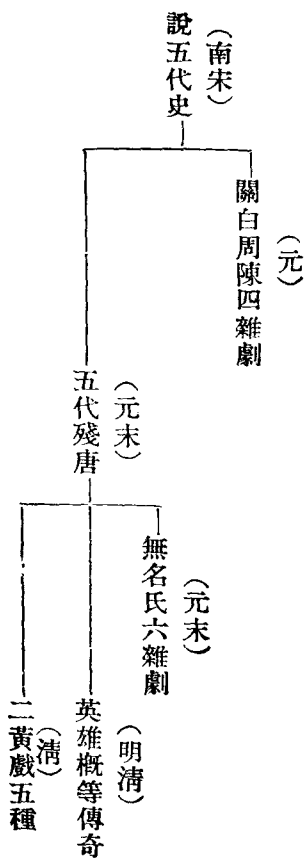 （南宋）
說五代史
（元）
關白周陳四雜劇
（元末）
五代殘唐
（元末）
無名氏六雜劇
（明清）
英雄概等傳奇
（清）
二黃戲五種